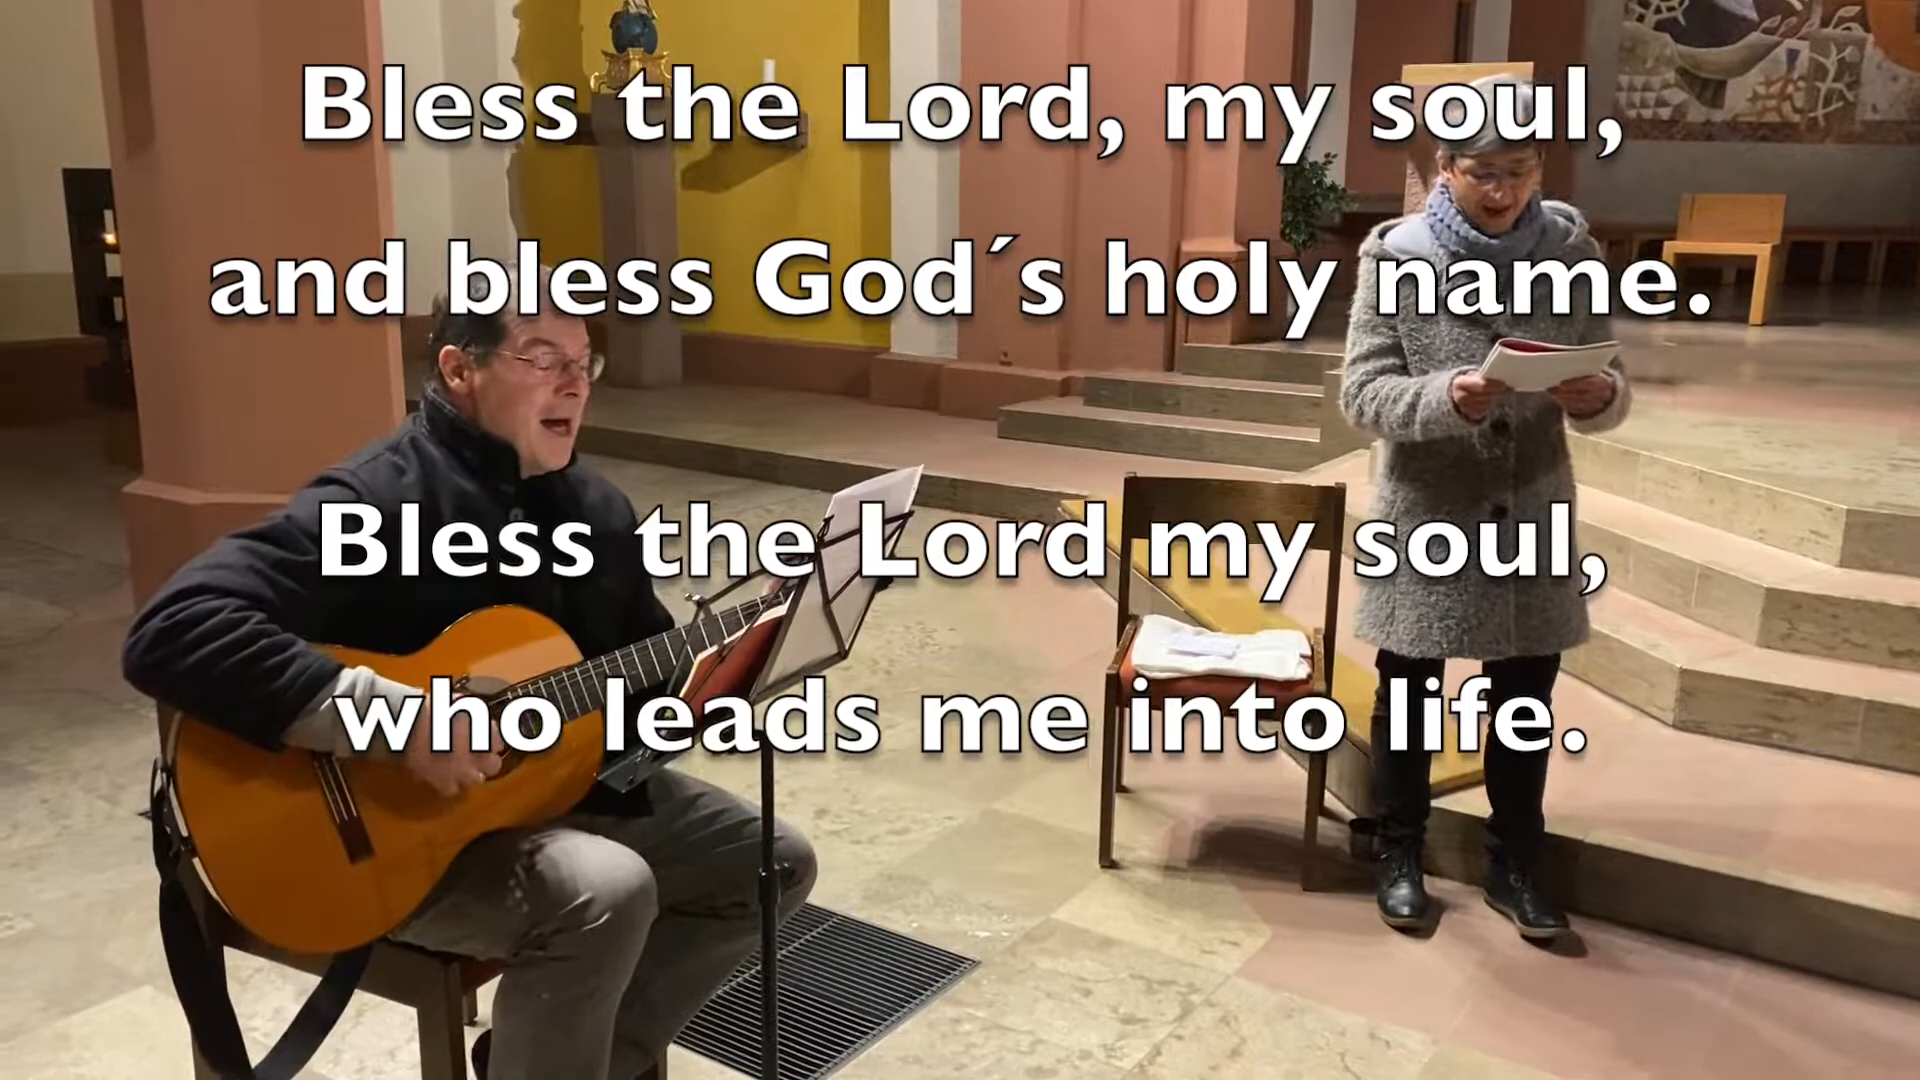 Bless the Lord, my soul,
and bless God´s holy name.
Bless the Lord my soul,
who leads me into life.